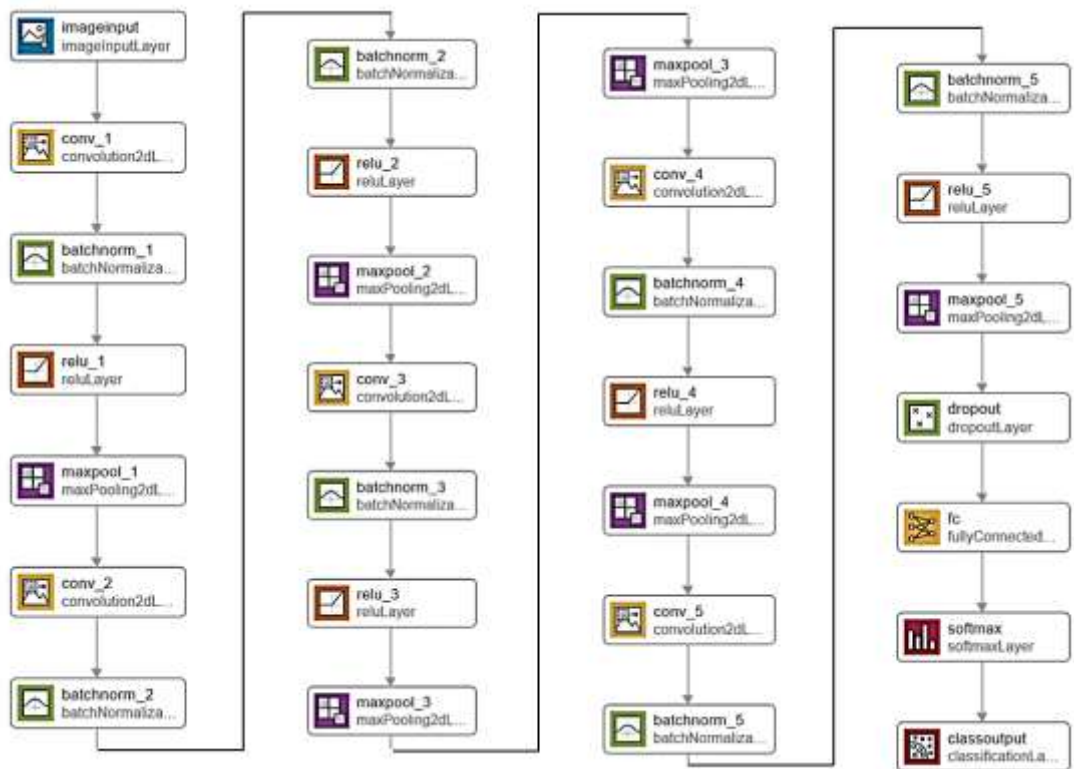 imageinput
imageInputLayer
conv_1
convolution2dL...
batchnorm_1
batchNormaliza...
relu_1
reluLayer
maxpool_1
maxPooling2dL...
conv_2
convolution2dL...
batchnorm_2
batchNormaliza...
batchnorm_2
batchNormaliza...
relu_2
reluLayer
maxpool_2
maxPooling2dL...
conv_3
convolution2dL...
batchnorm_3
batchNormaliza...
relu_3
reluLayer
maxpool_3
maxPooling2dL...
maxpool_3
maxPooling2dL...
conv_4
convolution2dL...
batchnorm_4
batchNormaliza...
relu_4
reluLayer
maxpool_4
maxPooling2dL...
conv_5
convolution2dL...
batchnorm_5
batchNormaliza...
batchnorm_5
batchNormaliza...
relu_5
reluLayer
maxpool_5
maxPooling2dL...
dropout
dropoutLayer
fc
fullyConnected...
softmax
softmaxLayer
classoutput
classificationLa...